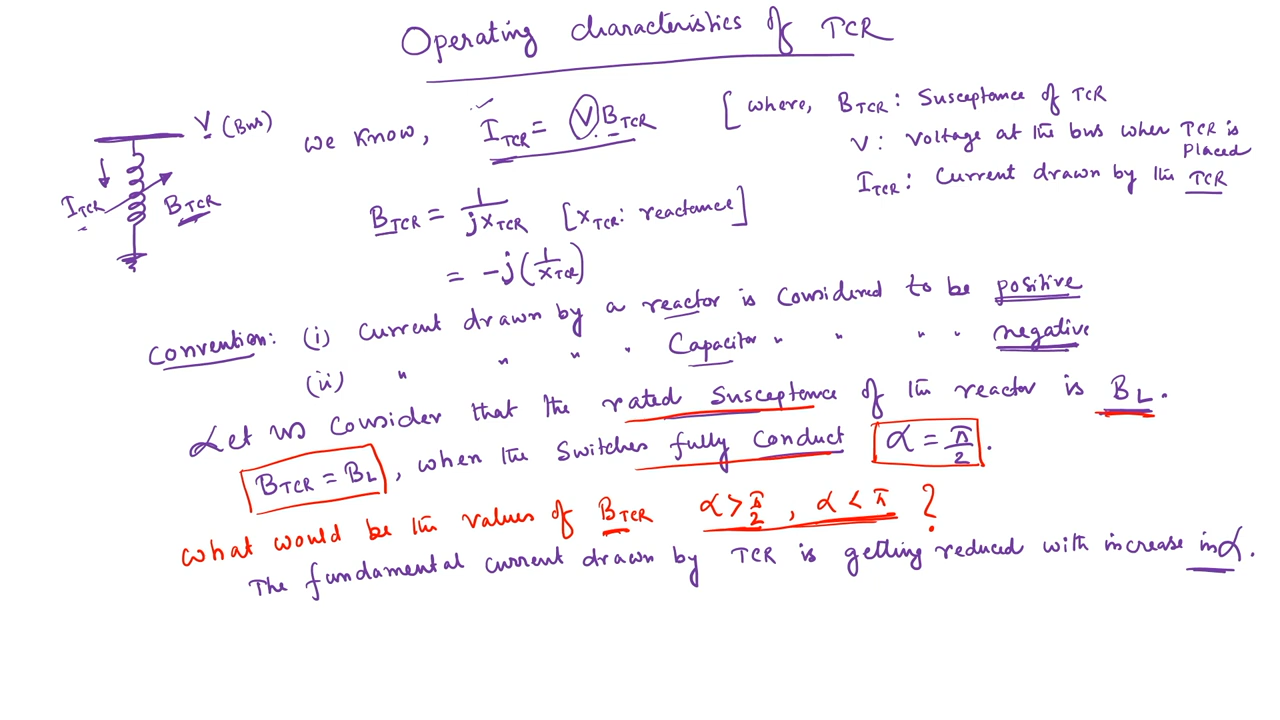 Operating characteristics of TCR
V (Bus)
I_TCR
B_TCR
We know, I_TCR = V B_TCR
[where, B_TCR : Susceptance of TCR
V : Voltage at the bus when TCR is placed
I_TCR : Current drawn by the TCR
B_TCR = 1/(j X_TCR) [X_TCR : reactance]
= -j(1/X_TCR)
Convention: (i) Current drawn by a reactor is considered to be positive
(ii) " " " " Capacitor " " " " negative
Let us consider that the rated susceptance of the reactor is B_L.
B_TCR = B_L, when the switches fully conduct α = π/2.
What would be the values of B_TCR α > π/2, α < π ?
The fundamental current drawn by TCR is getting reduced with increase in α.